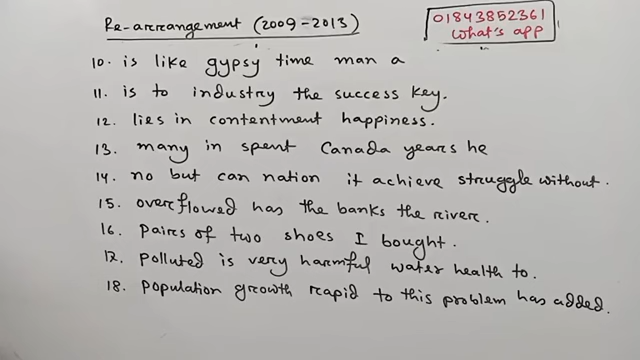 Re-arrangement (2009-2013)
01843852361
What's app
10. is like gypsy time man a
11. is to industry the success key.
12. lies in contentment happiness.
13. many in spent Canada years he
14. no but can nation it achieve struggle without.
15. overflowed has the banks the river.
16. Paires of two shoes I bought.
17. polluted is very harmful water health to.
18. population growth rapid to this problem has added.